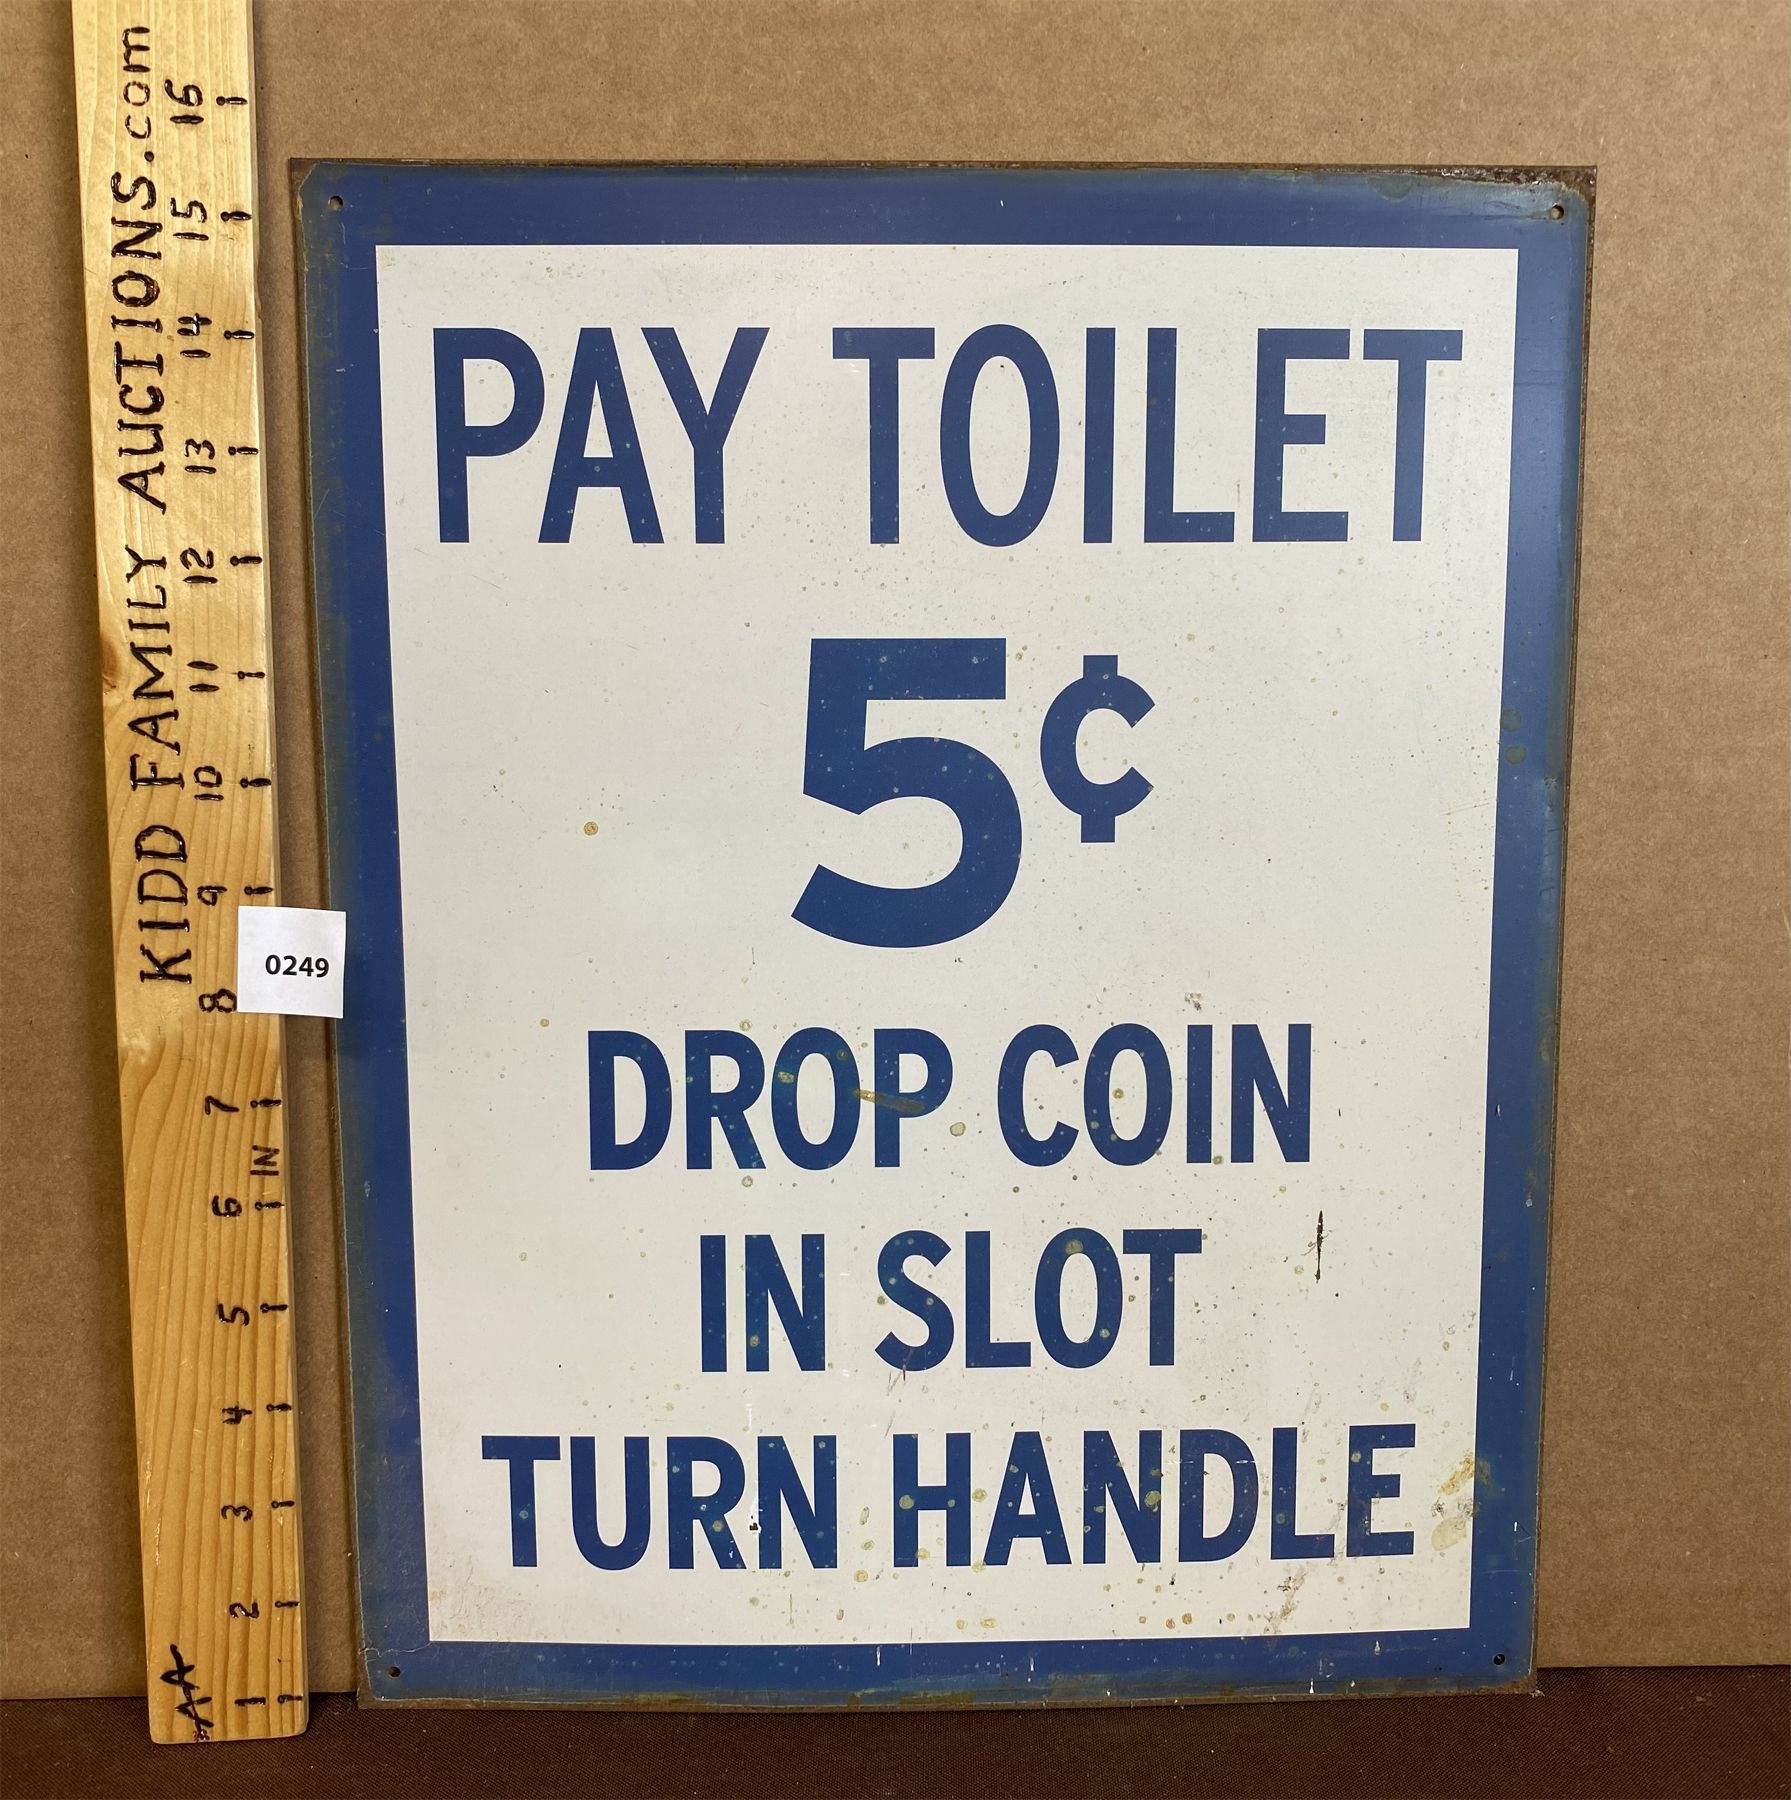 KIDD FAMILY AUCTIONS.com
16
15
14
13
12
11
10
9
8
7
IN
6
5
4
3
2
1
AA
0249
PAY TOILET
5¢
DROP COIN
IN SLOT
TURN HANDLE